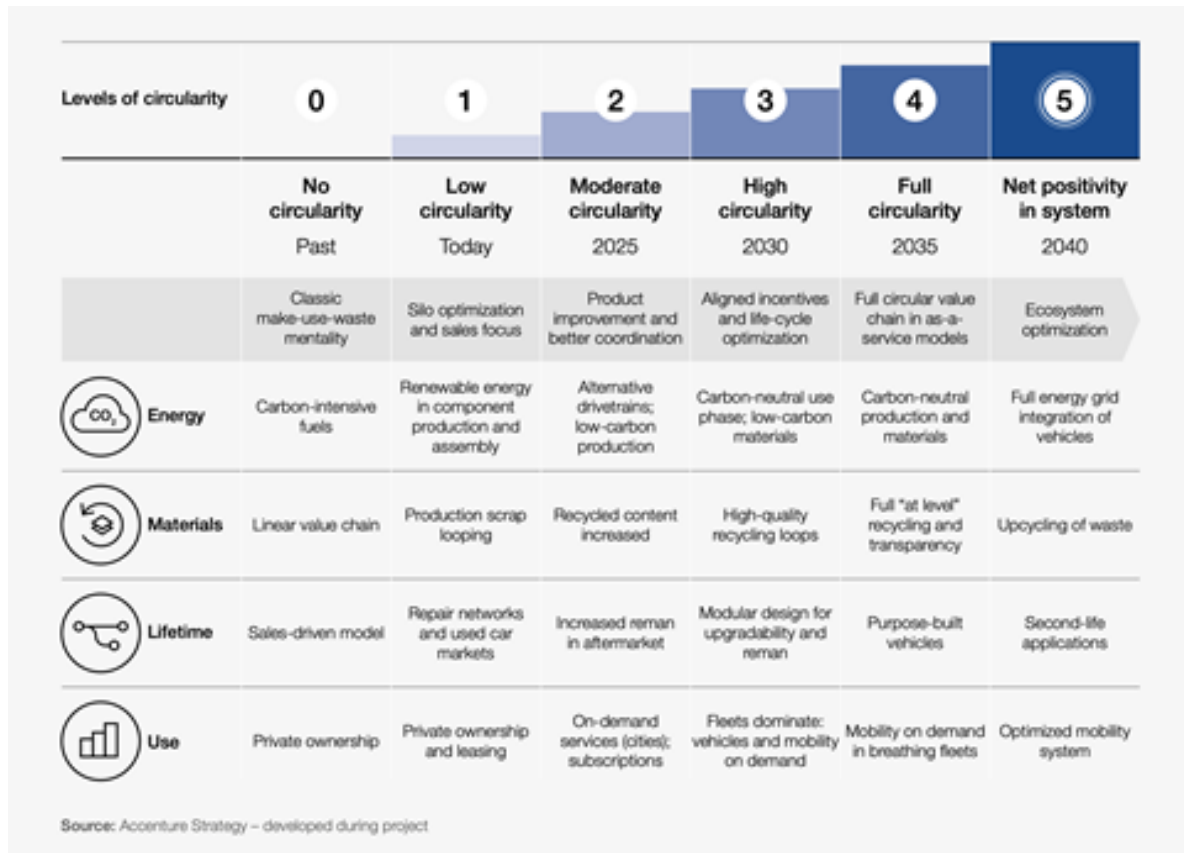 Levels of circularity
0
1
2
3
4
5
No
circularity
Past
Low
circularity
Today
Moderate
circularity
2025
High
circularity
2030
Full
circularity
2035
Net positivity
in system
2040
Classic
make-use-waste
mentality
Silo optimization
and sales focus
Product
improvement and
better coordination
Aligned incentives
and life-cycle
optimization
Full circular value
chain in as-a-
service models
Ecosystem
optimization
CO₂
Energy
Carbon-intensive
fuels
Renewable energy
in component
production and
assembly
Alternative
drivetrains;
low-carbon
production
Carbon-neutral use
phase; low-carbon
materials
Carbon-neutral
production and
materials
Full energy grid
integration of
vehicles
Materials
Linear value chain
Production scrap
looping
Recycled content
increased
High-quality
recycling loops
Full "at level"
recycling and
transparency
Upcycling of waste
Lifetime
Sales-driven model
Repair networks
and used car
markets
Increased reman
in aftermarket
Modular design for
upgradability and
reman
Purpose-built
vehicles
Second-life
applications
Use
Private ownership
Private ownership
and leasing
On-demand
services (cities);
subscriptions
Fleets dominate:
vehicles and mobility
on demand
Mobility on demand
in breathing fleets
Optimized mobility
system
Source: Accenture Strategy – developed during project